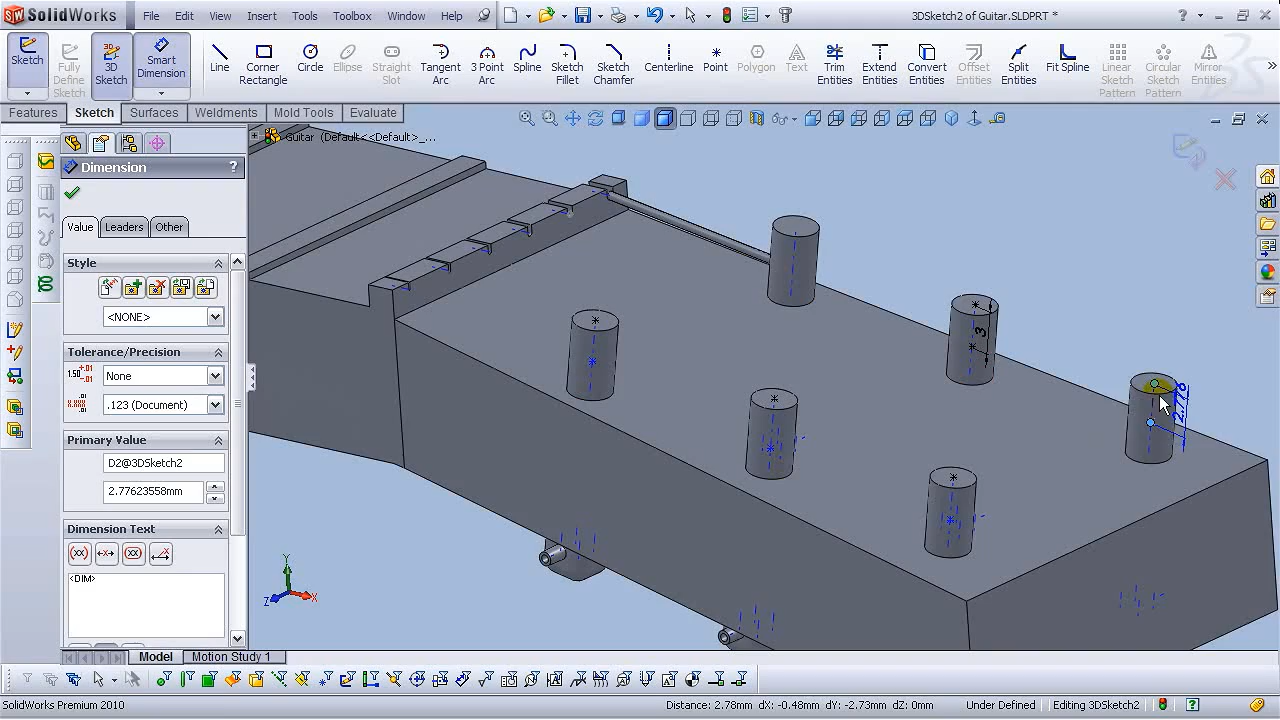 SolidWorks File Edit View Insert Tools Toolbox Window Help 3DSketch2 of Guitar.SLDPRT * ?
Sketch
Fully Define Sketch
3D Sketch
Smart Dimension
Line
Corner Rectangle
Circle
Ellipse
Straight Slot
Tangent Arc
3 Point Arc
Spline
Sketch Fillet
Sketch Chamfer
Centerline
Point
Polygon
Text
Trim Entities
Extend Entities
Convert Entities
Offset Entities
Split Entities
Fit Spline
Linear Sketch Pattern
Circular Sketch Pattern
Mirror Entities
Features Sketch Surfaces Weldments Mold Tools Evaluate
Guitar (Default<<Default>_...
Dimension ?
Value Leaders Other
Style
<NONE>
Tolerance/Precision
1.50 +.01 -.01
None
.123 (Document)
Primary Value
D2@3DSketch2
2.77623558mm
Dimension Text
(xx)
<DIM>
3
2.776
Y
Z
X
Model Motion Study 1
SolidWorks Premium 2010 Distance: 2.78mm dX: -0.48mm dY: -2.73mm dZ: 0mm Under Defined Editing 3DSketch2